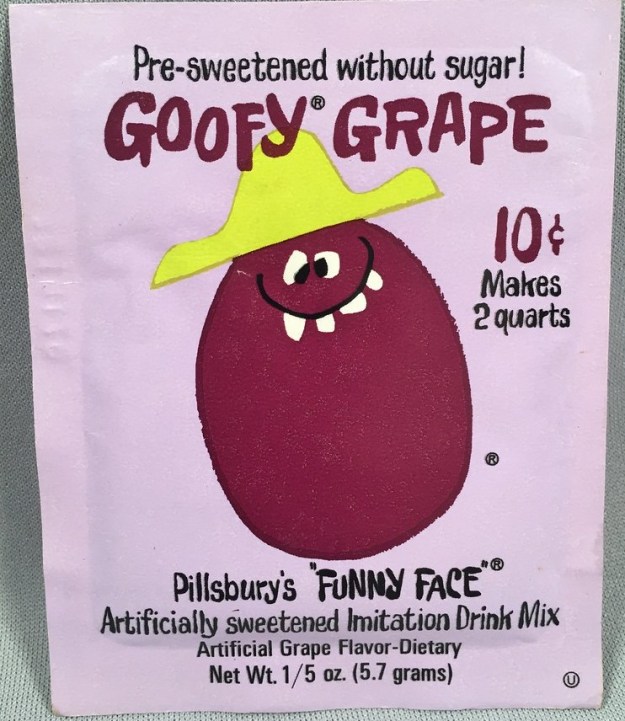 Pre-sweetened without sugar!
GOOFY® GRAPE
10¢
Makes
2 quarts
®
Pillsbury's "FUNNY FACE"®
Artificially sweetened Imitation Drink Mix
Artificial Grape Flavor-Dietary
Net Wt. 1/5 oz. (5.7 grams)
Ⓤ